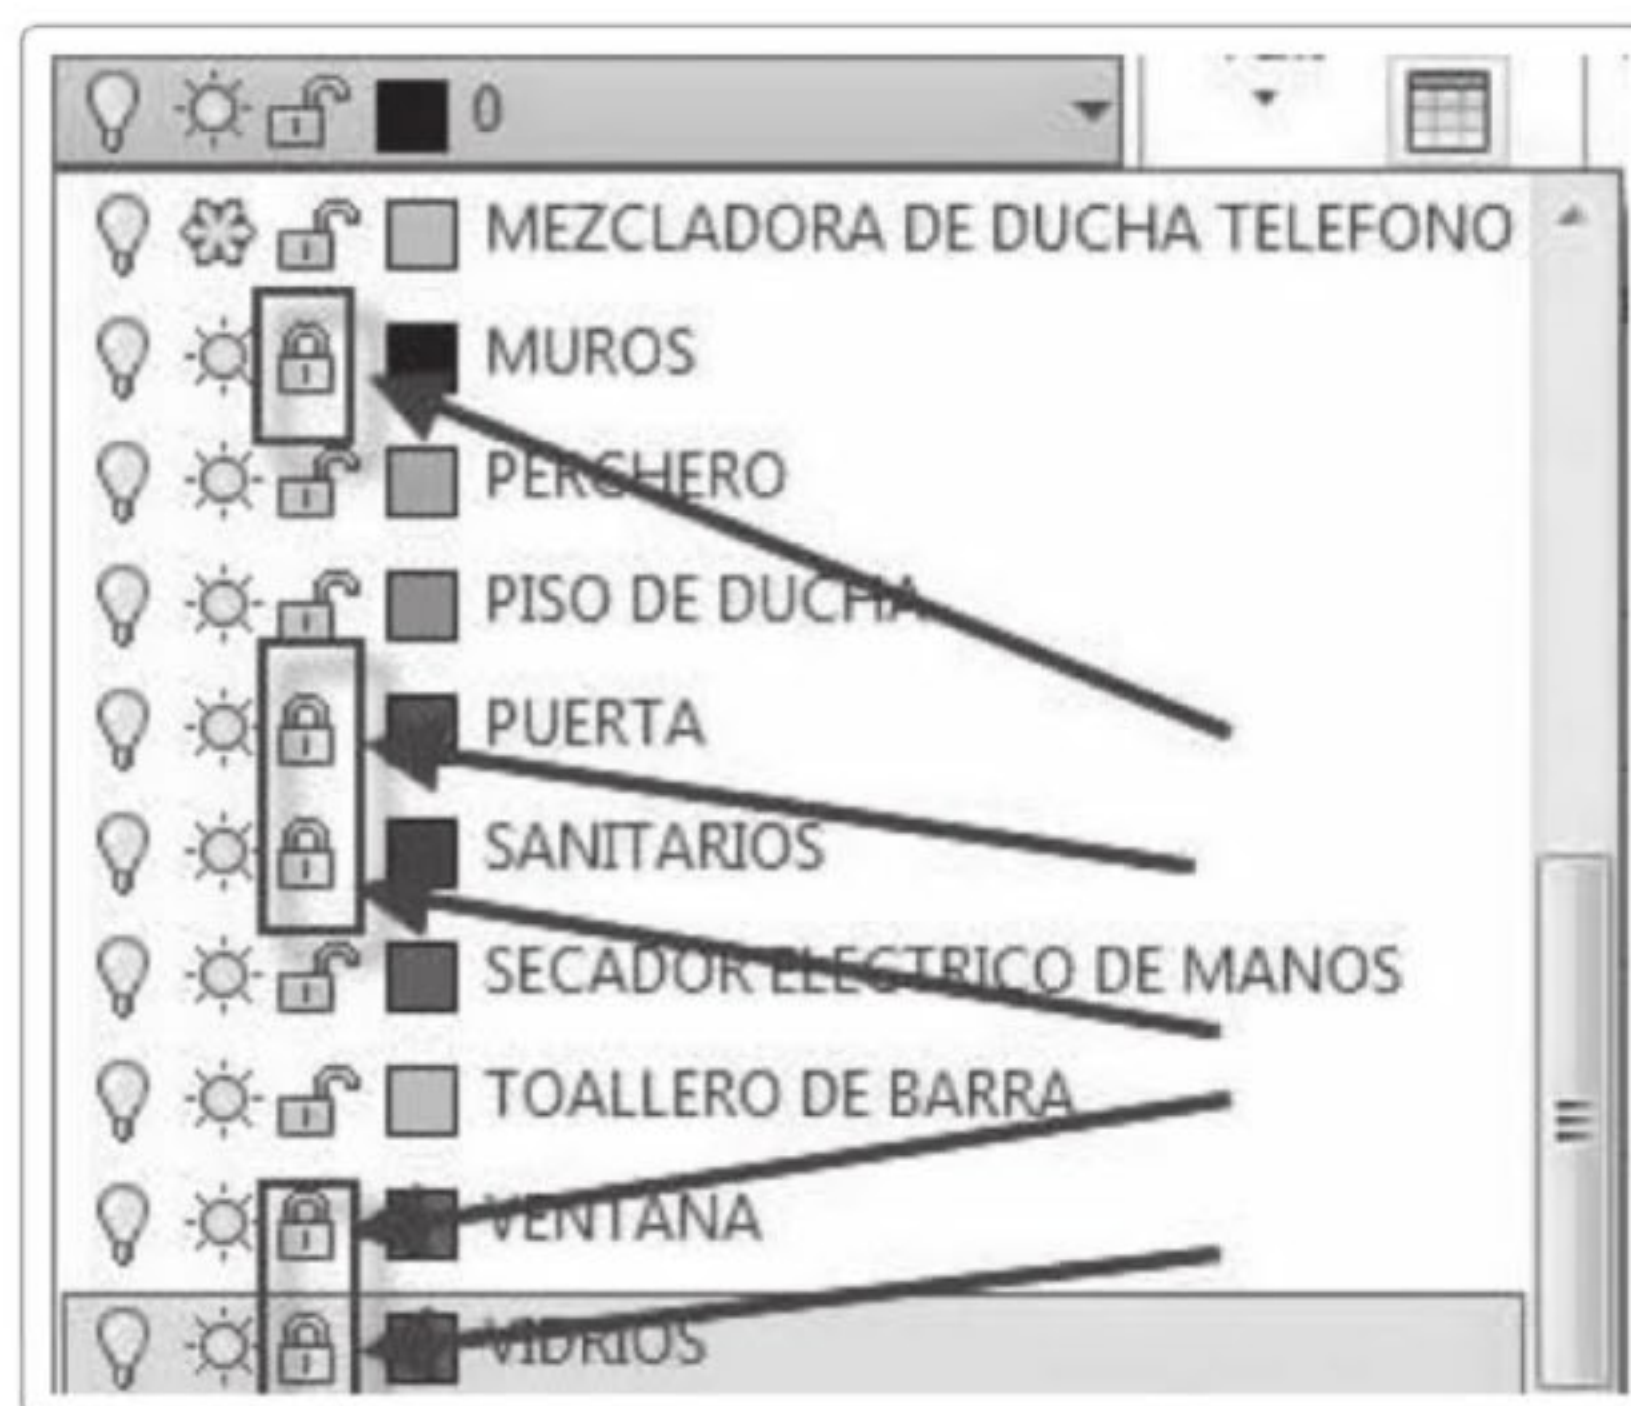 0
MEZCLADORA DE DUCHA TELEFONO
MUROS
PERCHERO
PISO DE DUCHA
PUERTA
SANITARIOS
SECADOR ELECTRICO DE MANOS
TOALLERO DE BARRA
VENTANA
VIDRIOS